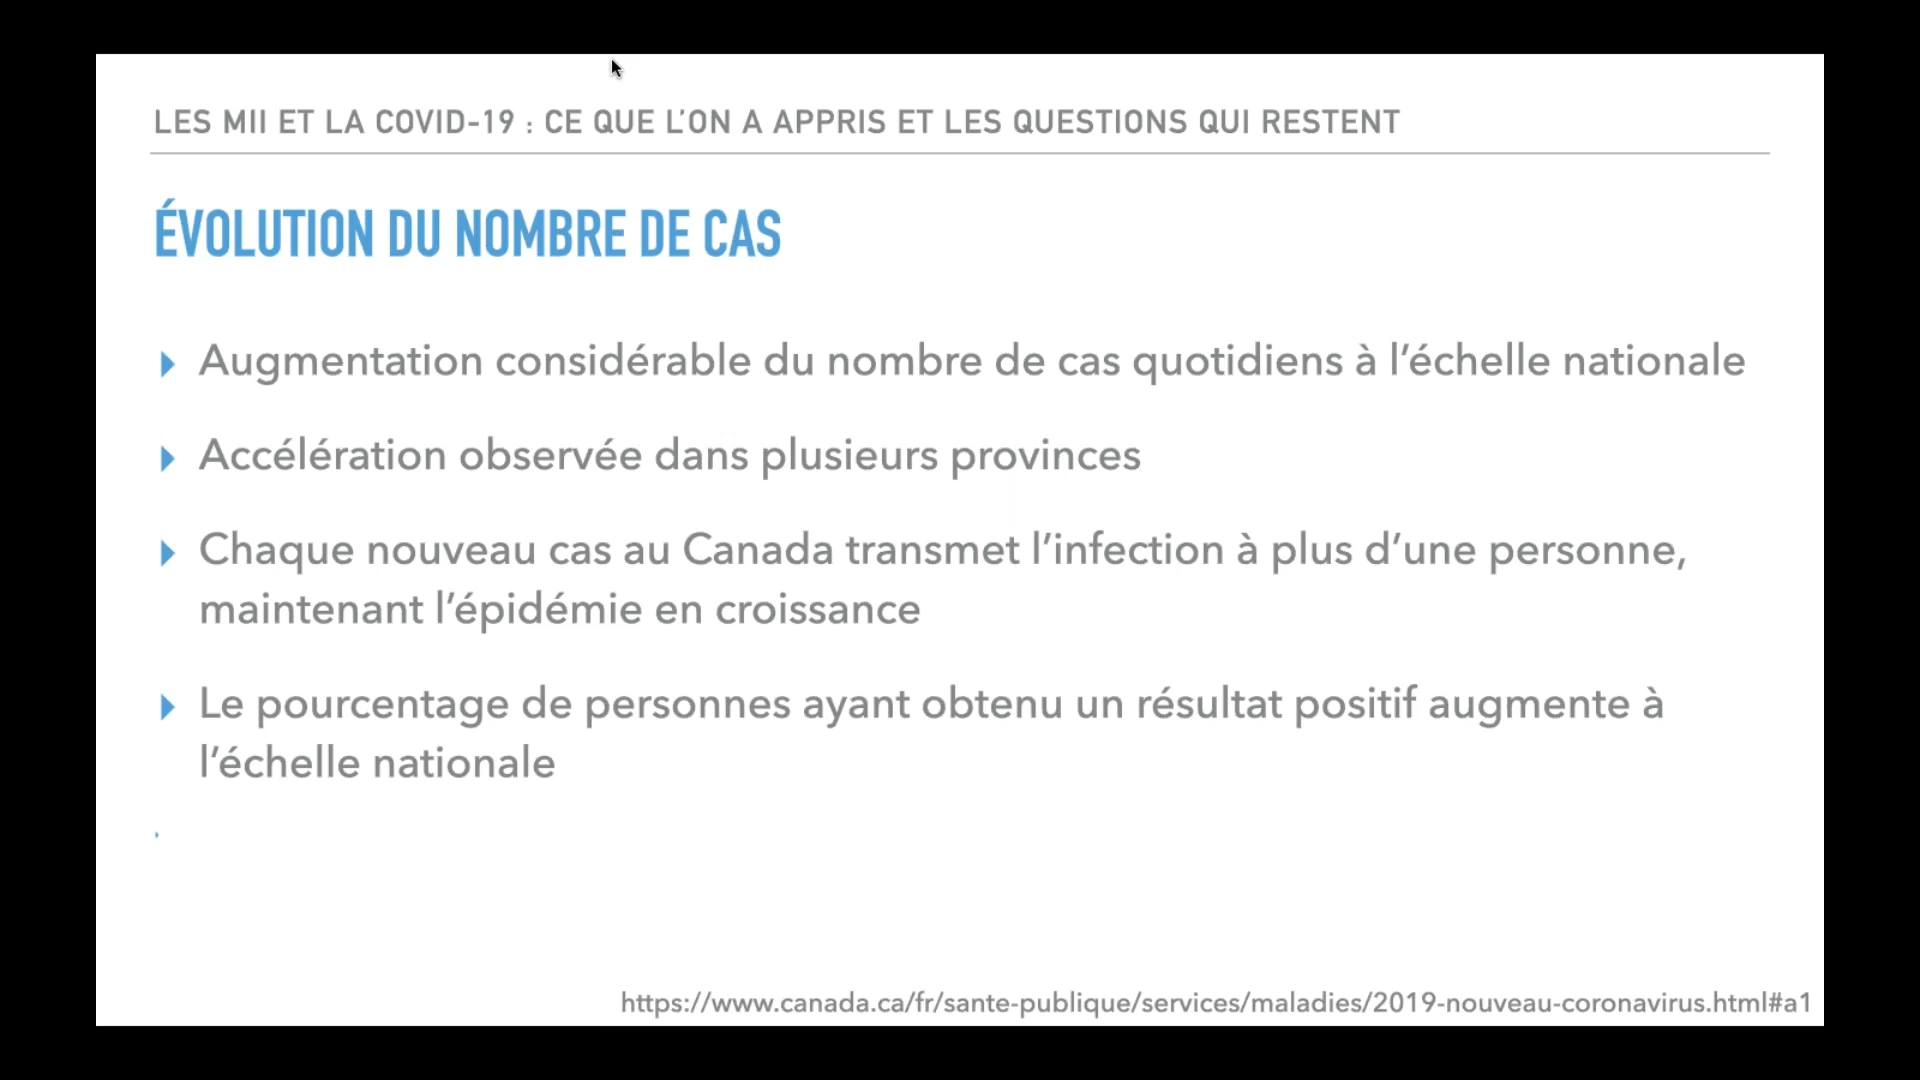 LES MII ET LA COVID-19 : CE QUE L’ON A APPRIS ET LES QUESTIONS QUI RESTENT
ÉVOLUTION DU NOMBRE DE CAS
Augmentation considérable du nombre de cas quotidiens à l’échelle nationale
Accélération observée dans plusieurs provinces
Chaque nouveau cas au Canada transmet l’infection à plus d’une personne,
maintenant l’épidémie en croissance
Le pourcentage de personnes ayant obtenu un résultat positif augmente à
l’échelle nationale
https://www.canada.ca/fr/sante-publique/services/maladies/2019-nouveau-coronavirus.html#a1